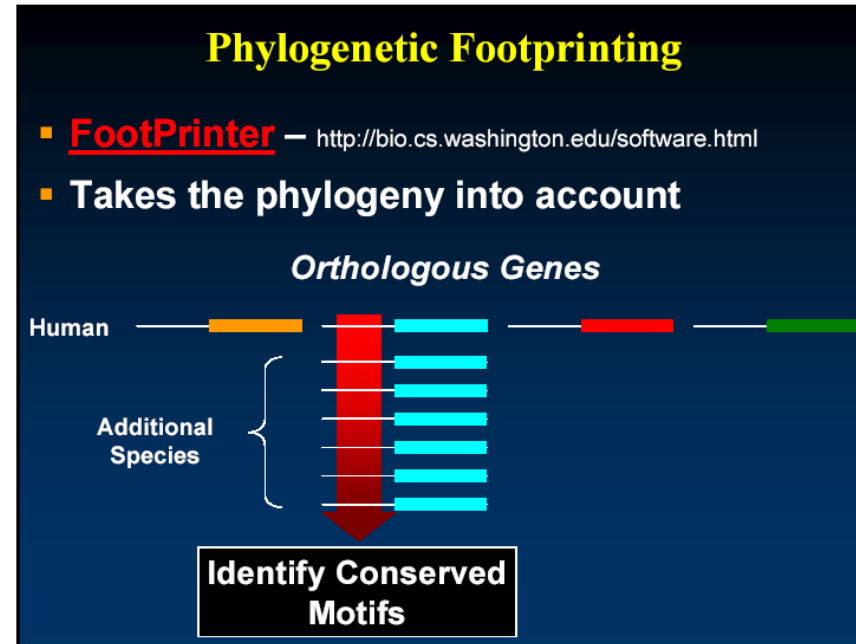 Phylogenetic Footprinting
▪ FootPrinter – http://bio.cs.washington.edu/software.html
▪ Takes the phylogeny into account
Orthologous Genes
Human
Additional
Species
Identify Conserved
Motifs